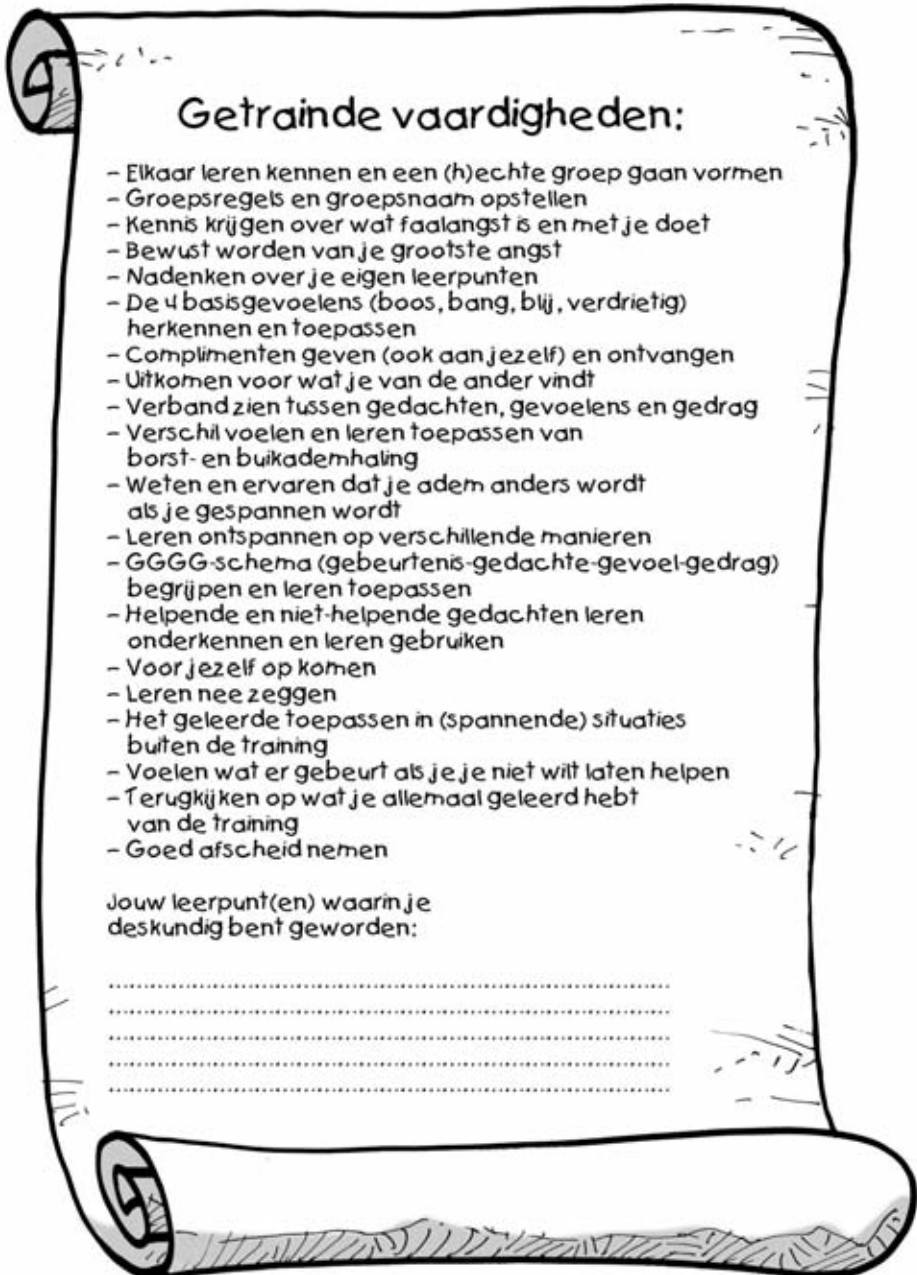 Getrainde vaardigheden:
- Elkaar leren kennen en een (h)echte groep gaan vormen
- Groepsregels en groepsnaam opstellen
- Kennis krijgen over wat faalangst is en met je doet
- Bewust worden van je grootste angst
- Nadenken over je eigen leerpunten
- De 4 basisgevoelens (boos, bang, blij, verdrietig)
herkennen en toepassen
- Complimenten geven (ook aan jezelf) en ontvangen
- Uitkomen voor wat je van de ander vindt
- Verband zien tussen gedachten, gevoelens en gedrag
- Verschil voelen en leren toepassen van
borst- en buikademhaling
- Weten en ervaren dat je adem anders wordt
als je gespannen wordt
- Leren ontspannen op verschillende manieren
- GGGG-schema (gebeurtenis-gedachte-gevoel-gedrag)
begrijpen en leren toepassen
- Helpende en niet-helpende gedachten leren
onderkennen en leren gebruiken
- Voor jezelf op komen
- Leren nee zeggen
- Het geleerde toepassen in (spannende) situaties
buiten de training
- Voelen wat er gebeurt als je je niet wilt laten helpen
- Terugkijken op wat je allemaal geleerd hebt
van de training
- Goed afscheid nemen
Jouw leerpunt(en) waarin je
deskundig bent geworden: